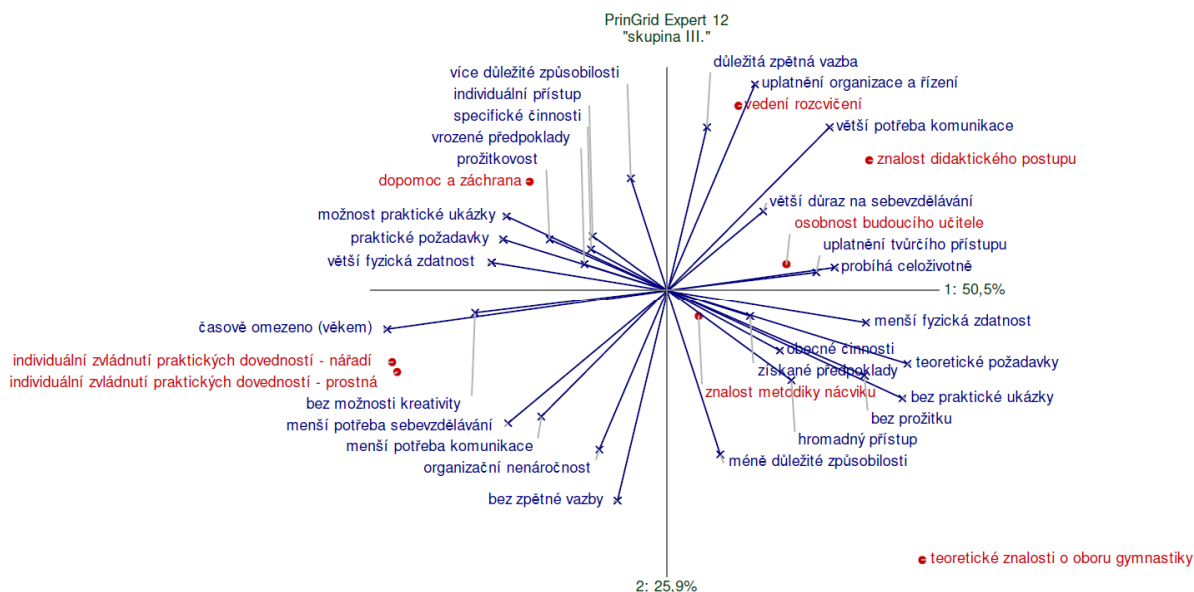 PrinGrid Expert 12
"skupina III."
důležitá zpětná vazba
více důležité způsobilosti
uplatnění organizace a řízení
individuální přístup
vedení rozcvičení
specifické činnosti
větší potřeba komunikace
vrozené předpoklady
prožitkovost
znalost didaktického postupu
dopomoc a záchrana
větší důraz na sebevzdělávání
možnost praktické ukázky
osobnost budoucího učitele
praktické požadavky
uplatnění tvůrčího přístupu
větší fyzická zdatnost
probíhá celoživotně
1: 50,5%
časově omezeno (věkem)
menší fyzická zdatnost
obecné činnosti
individuální zvládnutí praktických dovedností - nářadí
teoretické požadavky
získané předpoklady
individuální zvládnutí praktických dovedností - prostná
znalost metodiky nácviku
bez praktické ukázky
bez možnosti kreativity
bez prožitku
menší potřeba sebevzdělávání
hromadný přístup
menší potřeba komunikace
méně důležité způsobilosti
organizační nenáročnost
bez zpětné vazby
teoretické znalosti o oboru gymnastiky
2: 25,9%